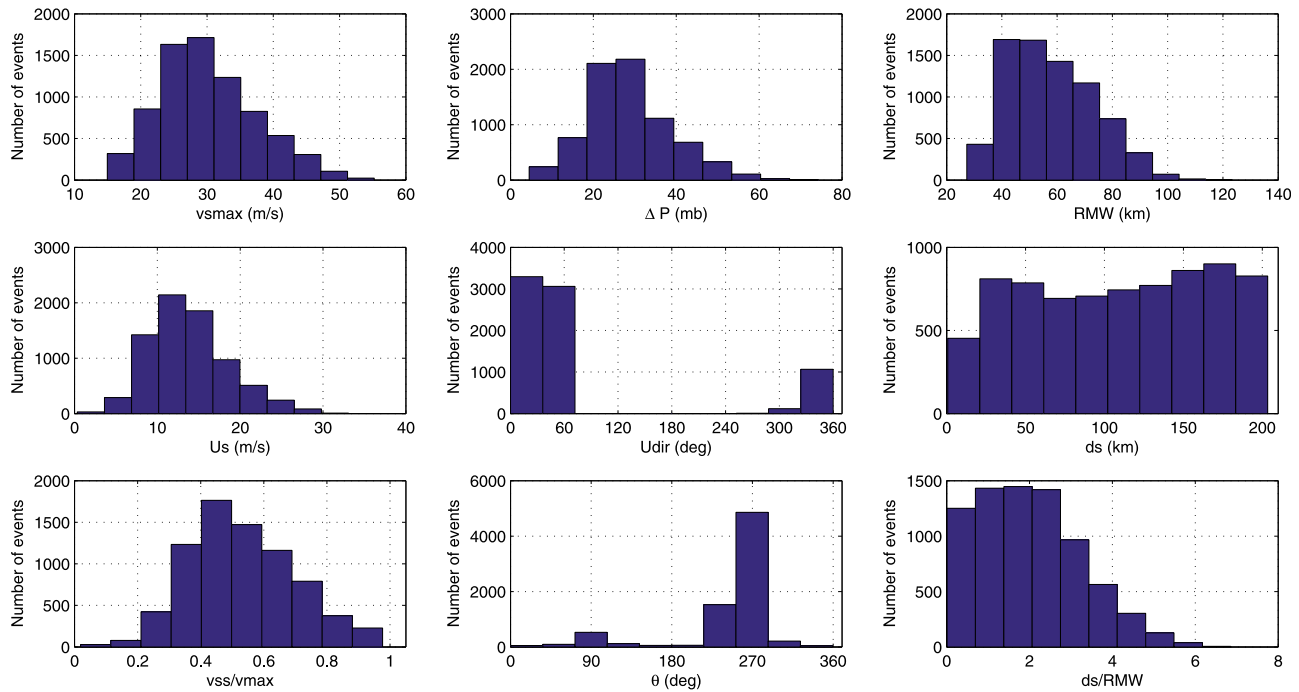 2000
1500
1000
500
0
Number of events
10 20 30 40 50 60
vsmax (m/s)
3000
2000
1000
0
Number of events
0 20 40 60 80
Δ P (mb)
2000
1500
1000
500
0
Number of events
20 40 60 80 100 120 140
RMW (km)
3000
2000
1000
0
Number of events
0 10 20 30 40
Us (m/s)
4000
3000
2000
1000
0
Number of events
0 60 120 180 240 300 360
Udir (deg)
1000
500
0
Number of events
0 50 100 150 200
ds (km)
2000
1500
1000
500
0
Number of events
0.2 0.4 0.6 0.8 1
vss/vmax
6000
4000
2000
0
Number of events
90 180 270 360
θ (deg)
1500
1000
500
0
Number of events
0 2 4 6 8
ds/RMW